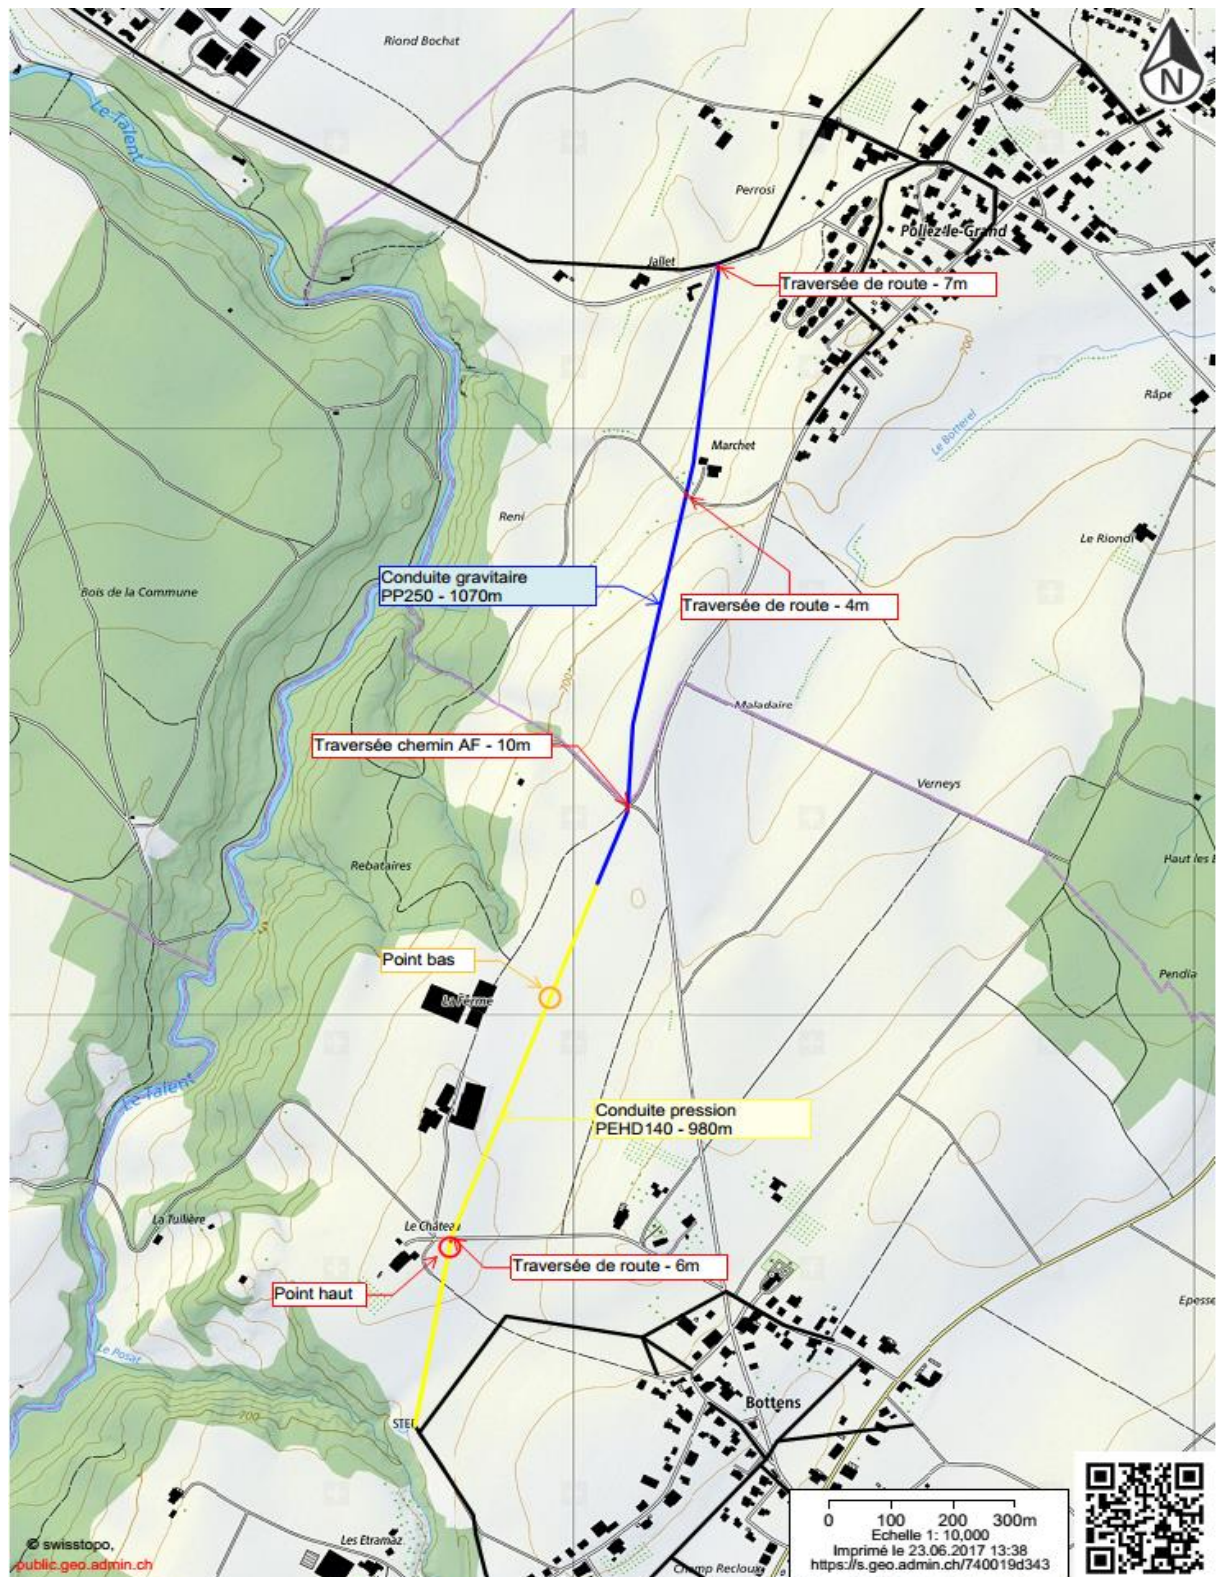 Riond Bochat
N
Le Talent
Perrosi
Poliez-le-Grand
Jallet
Traversée de route - 7m
700
Râpe
Le Botterel
Marchet
Reni
Le Riondi
Conduite gravitaire
PP250 - 1070m
Bois de la Commune
Traversée de route - 4m
700
Maladaire
Traversée chemin AF - 10m
Verneys
Rebataires
Haut les B
Point bas
Pendia
La Ferme
Le Talent
Conduite pression
PEHD140 - 980m
La Tuilière
Le Château
Traversée de route - 6m
Point haut
Epesse
Le Posat
Bottens
700
STEP
0 100 200 300m
Echelle 1: 10,000
Imprimé le 23.06.2017 13:38
https://s.geo.admin.ch/740019d343
Les Etramaz
© swisstopo,
public.geo.admin.ch
Champ Recloux